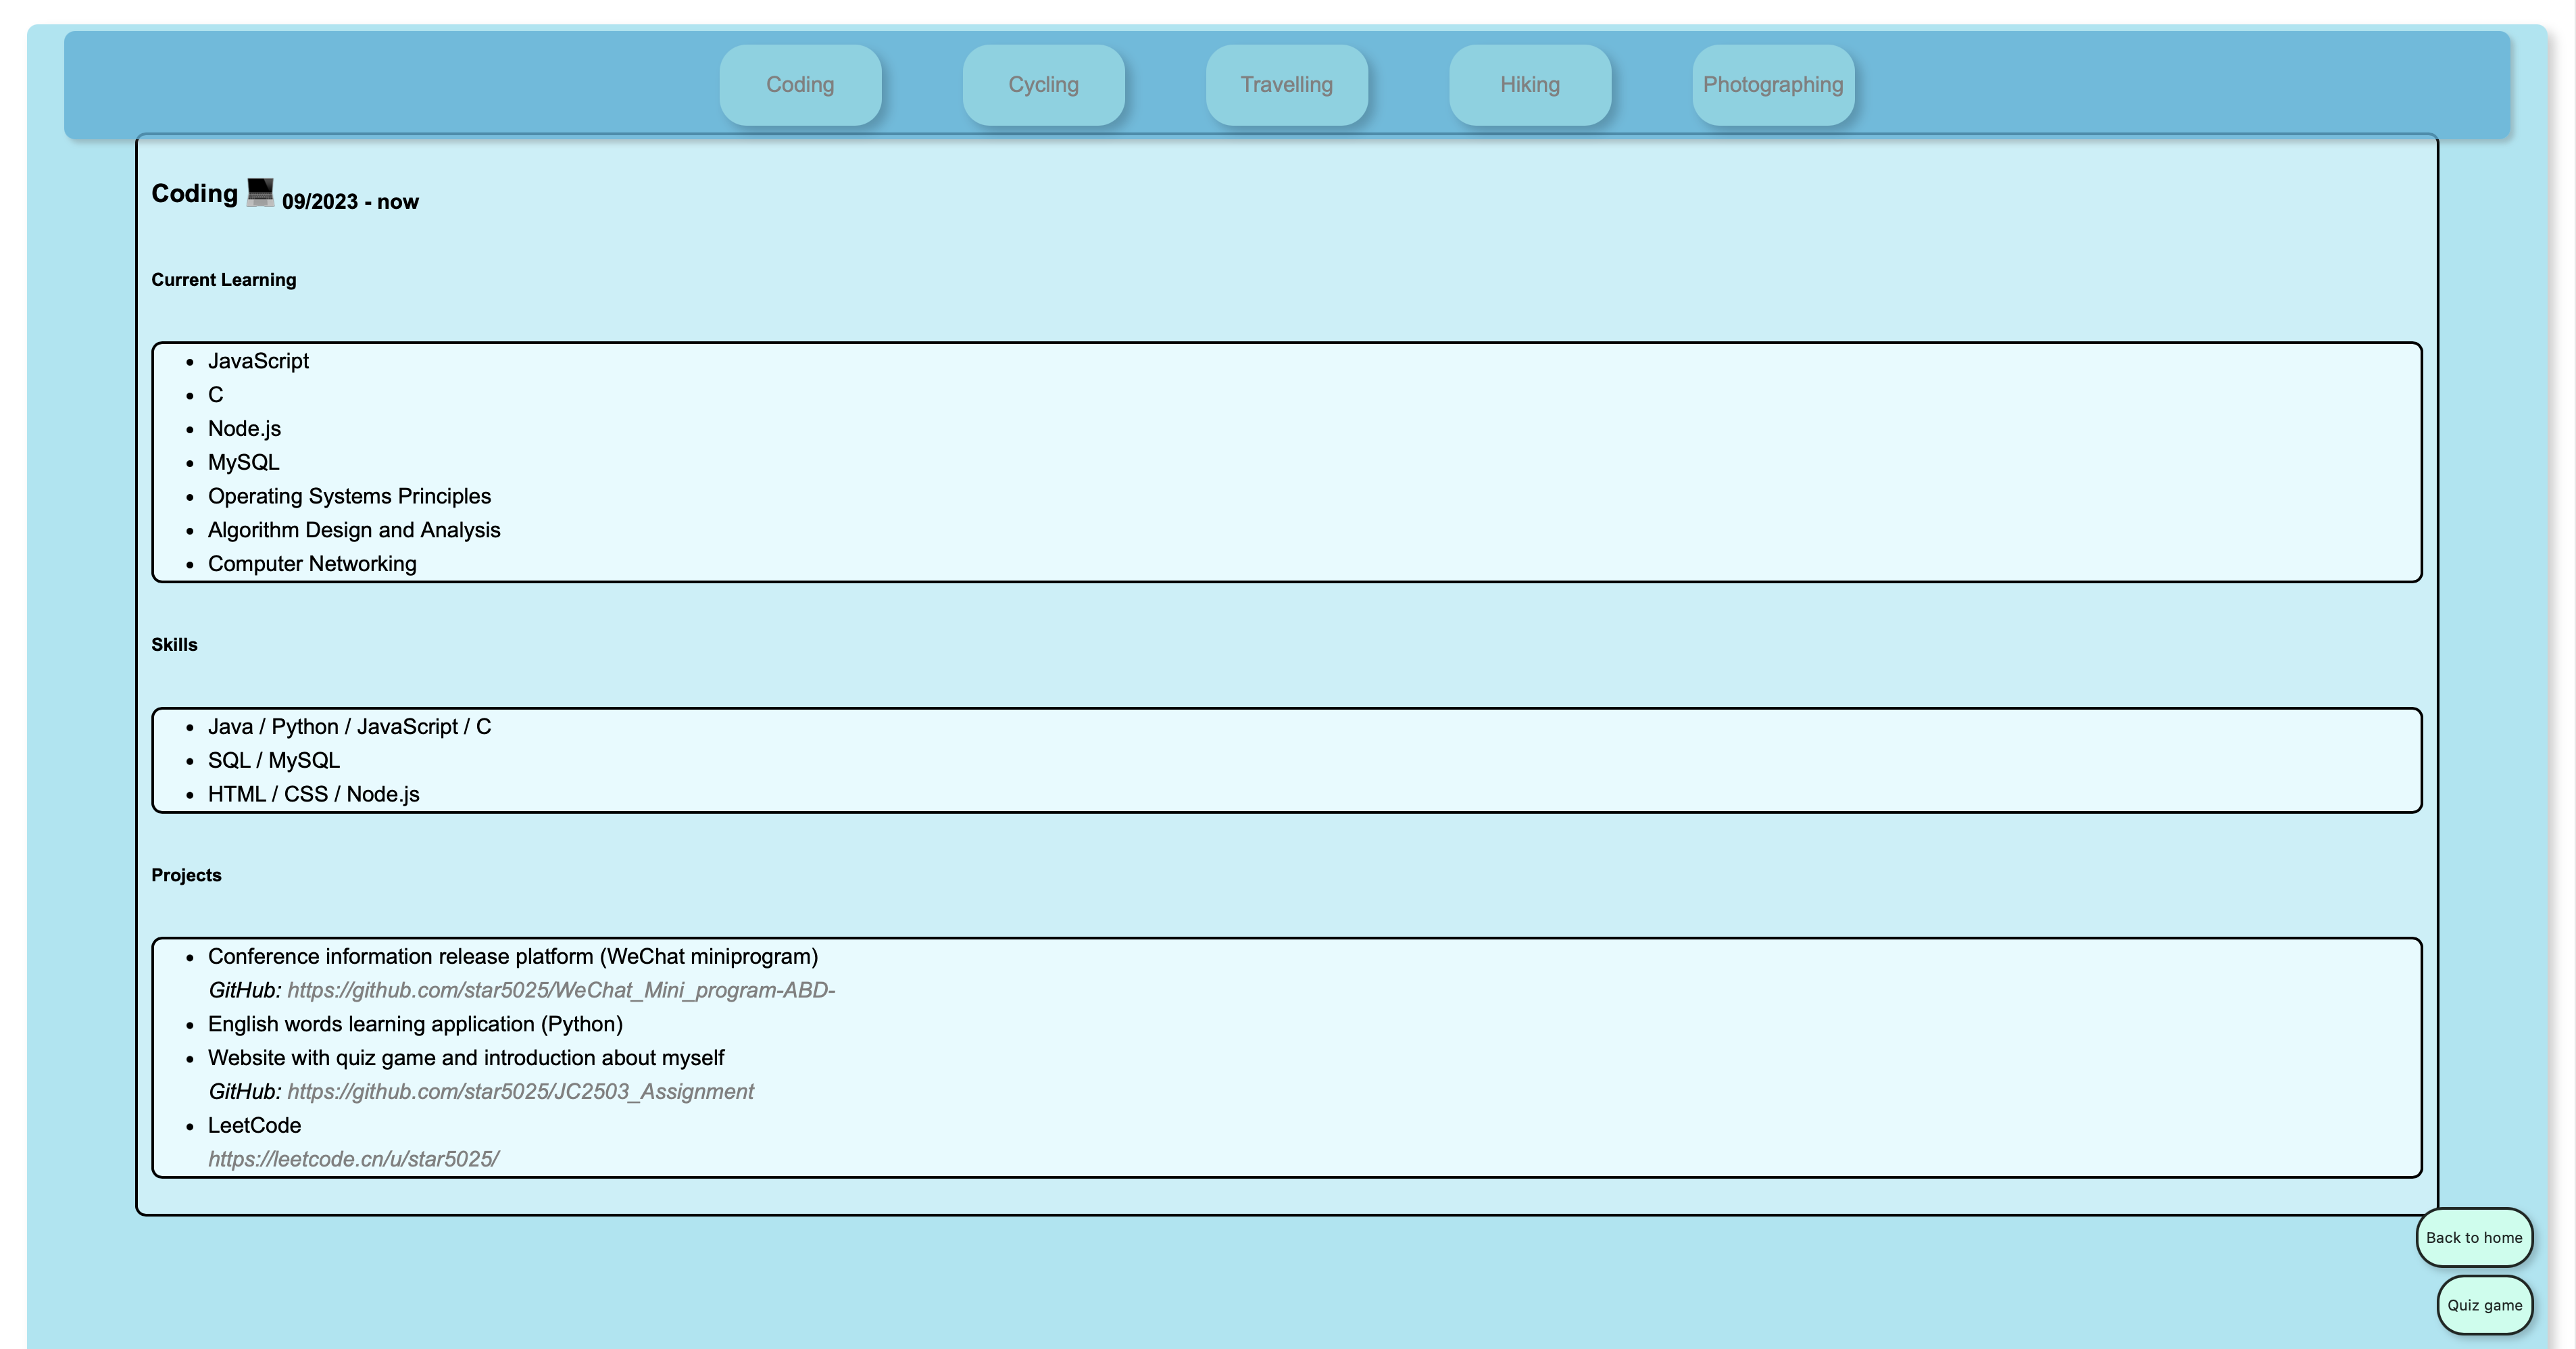 Coding Cycling Travelling Hiking Photographing
Coding 💻 09/2023 - now
Current Learning
• JavaScript
• C
• Node.js
• MySQL
• Operating Systems Principles
• Algorithm Design and Analysis
• Computer Networking
Skills
• Java / Python / JavaScript / C
• SQL / MySQL
• HTML / CSS / Node.js
Projects
• Conference information release platform (WeChat miniprogram)
GitHub: https://github.com/star5025/WeChat_Mini_program-ABD-
• English words learning application (Python)
• Website with quiz game and introduction about myself
GitHub: https://github.com/star5025/JC2503_Assignment
• LeetCode
https://leetcode.cn/u/star5025/
Back to home
Quiz game